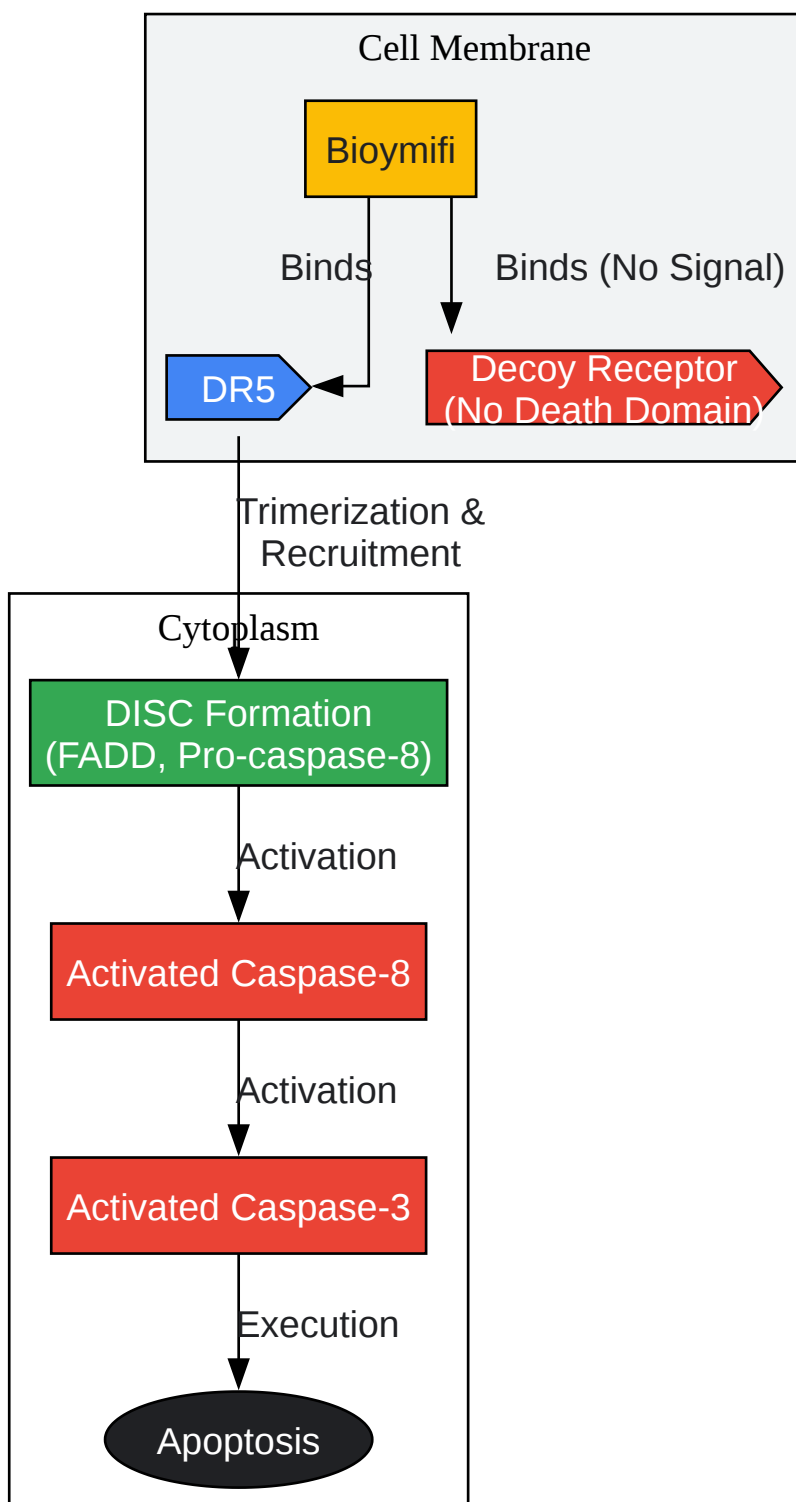 Cell Membrane
Bioymifi
Binds
Binds (No Signal)
DR5
Decoy Receptor
(No Death Domain)
Trimerization &
Recruitment
Cytoplasm
DISC Formation
(FADD, Pro-caspase-8)
Activation
Activated Caspase-8
Activation
Activated Caspase-3
Execution
Apoptosis